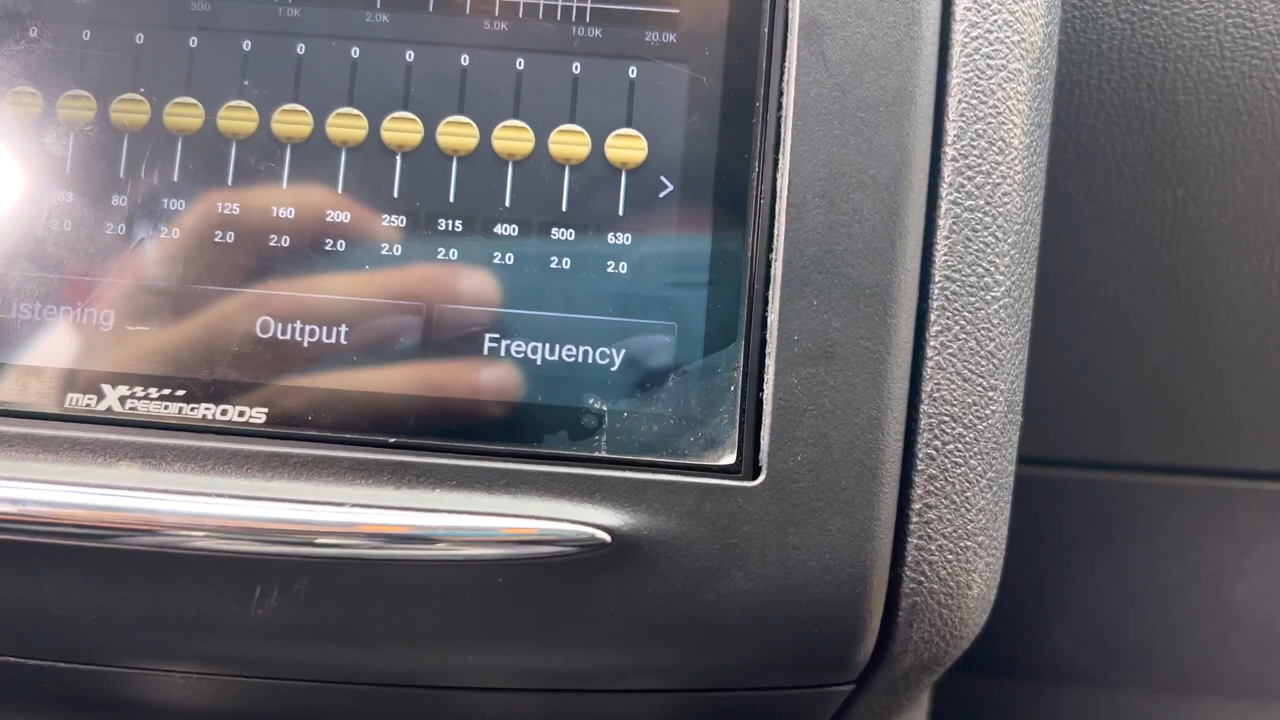 500 1.0K 2.0K 5.0K 10.0K 20.0K
0 0 0 0 0 0 0 0 0 0 0 0
63 80 100 125 160 200 250 315 400 500 630
2.0 2.0 2.0 2.0 2.0 2.0 2.0 2.0 2.0 2.0 2.0
Listening Output Frequency
maXpeedingRODS